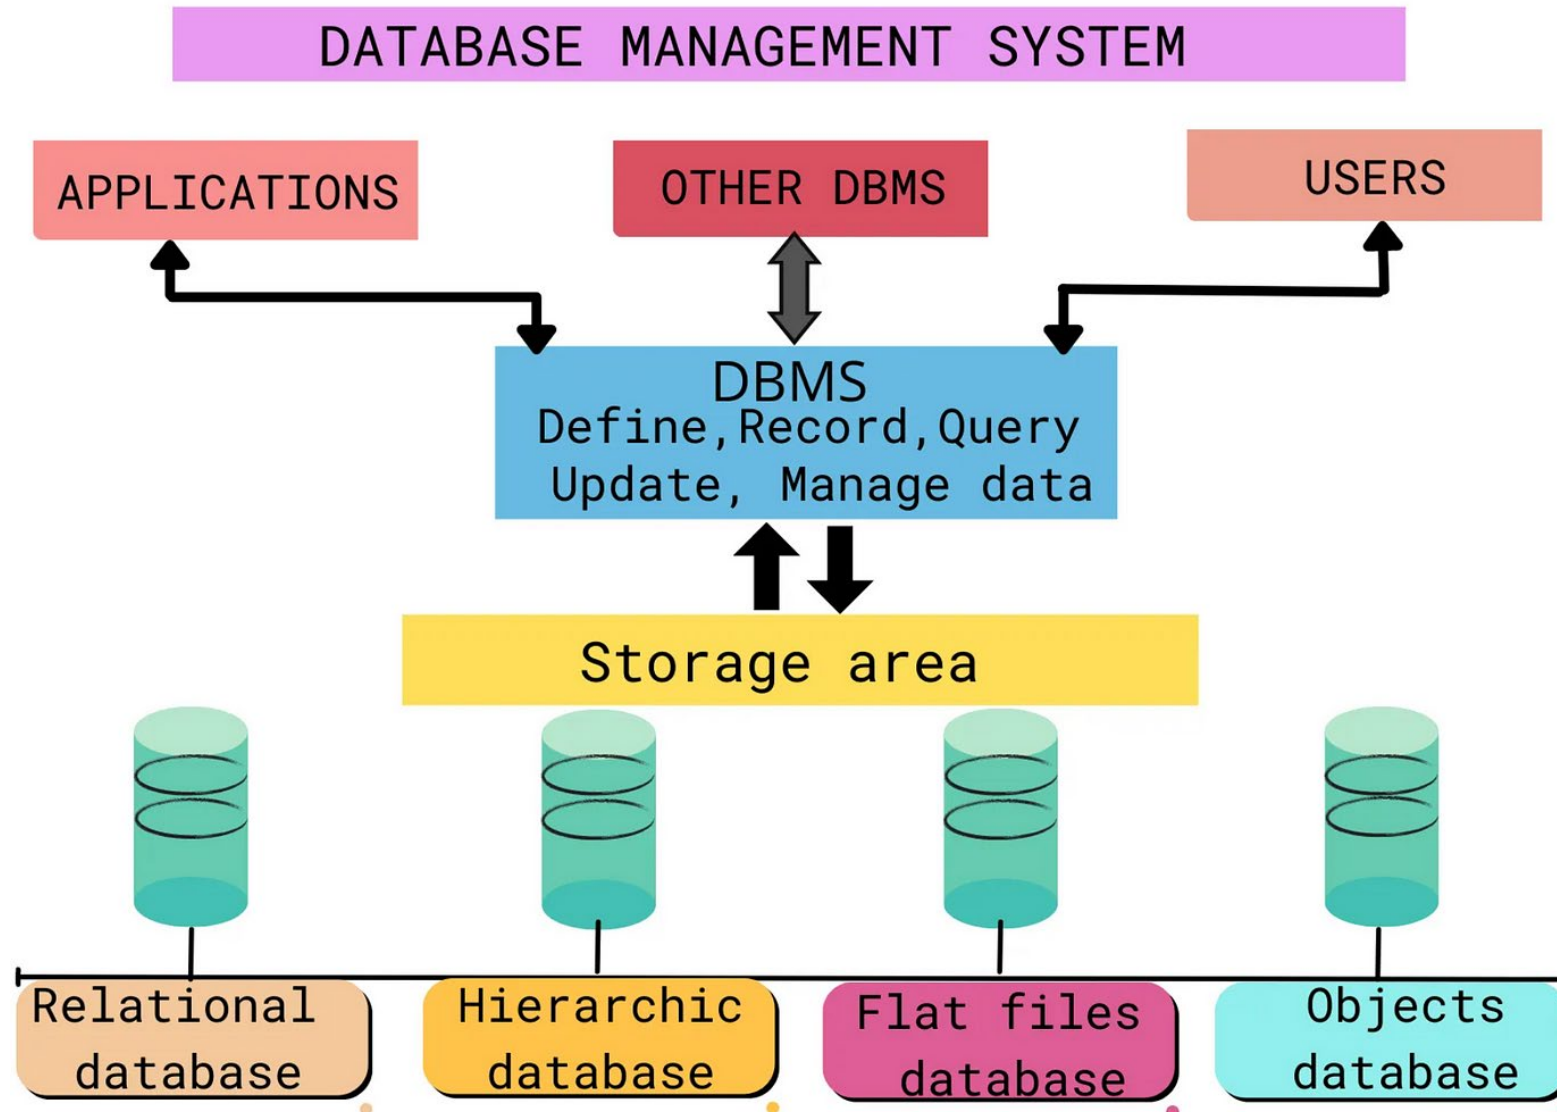 DATABASE MANAGEMENT SYSTEM
APPLICATIONS
OTHER DBMS
USERS
DBMS
Define,Record,Query
Update, Manage data
Storage area
Relational
database
Hierarchic
database
Flat files
database
Objects
database